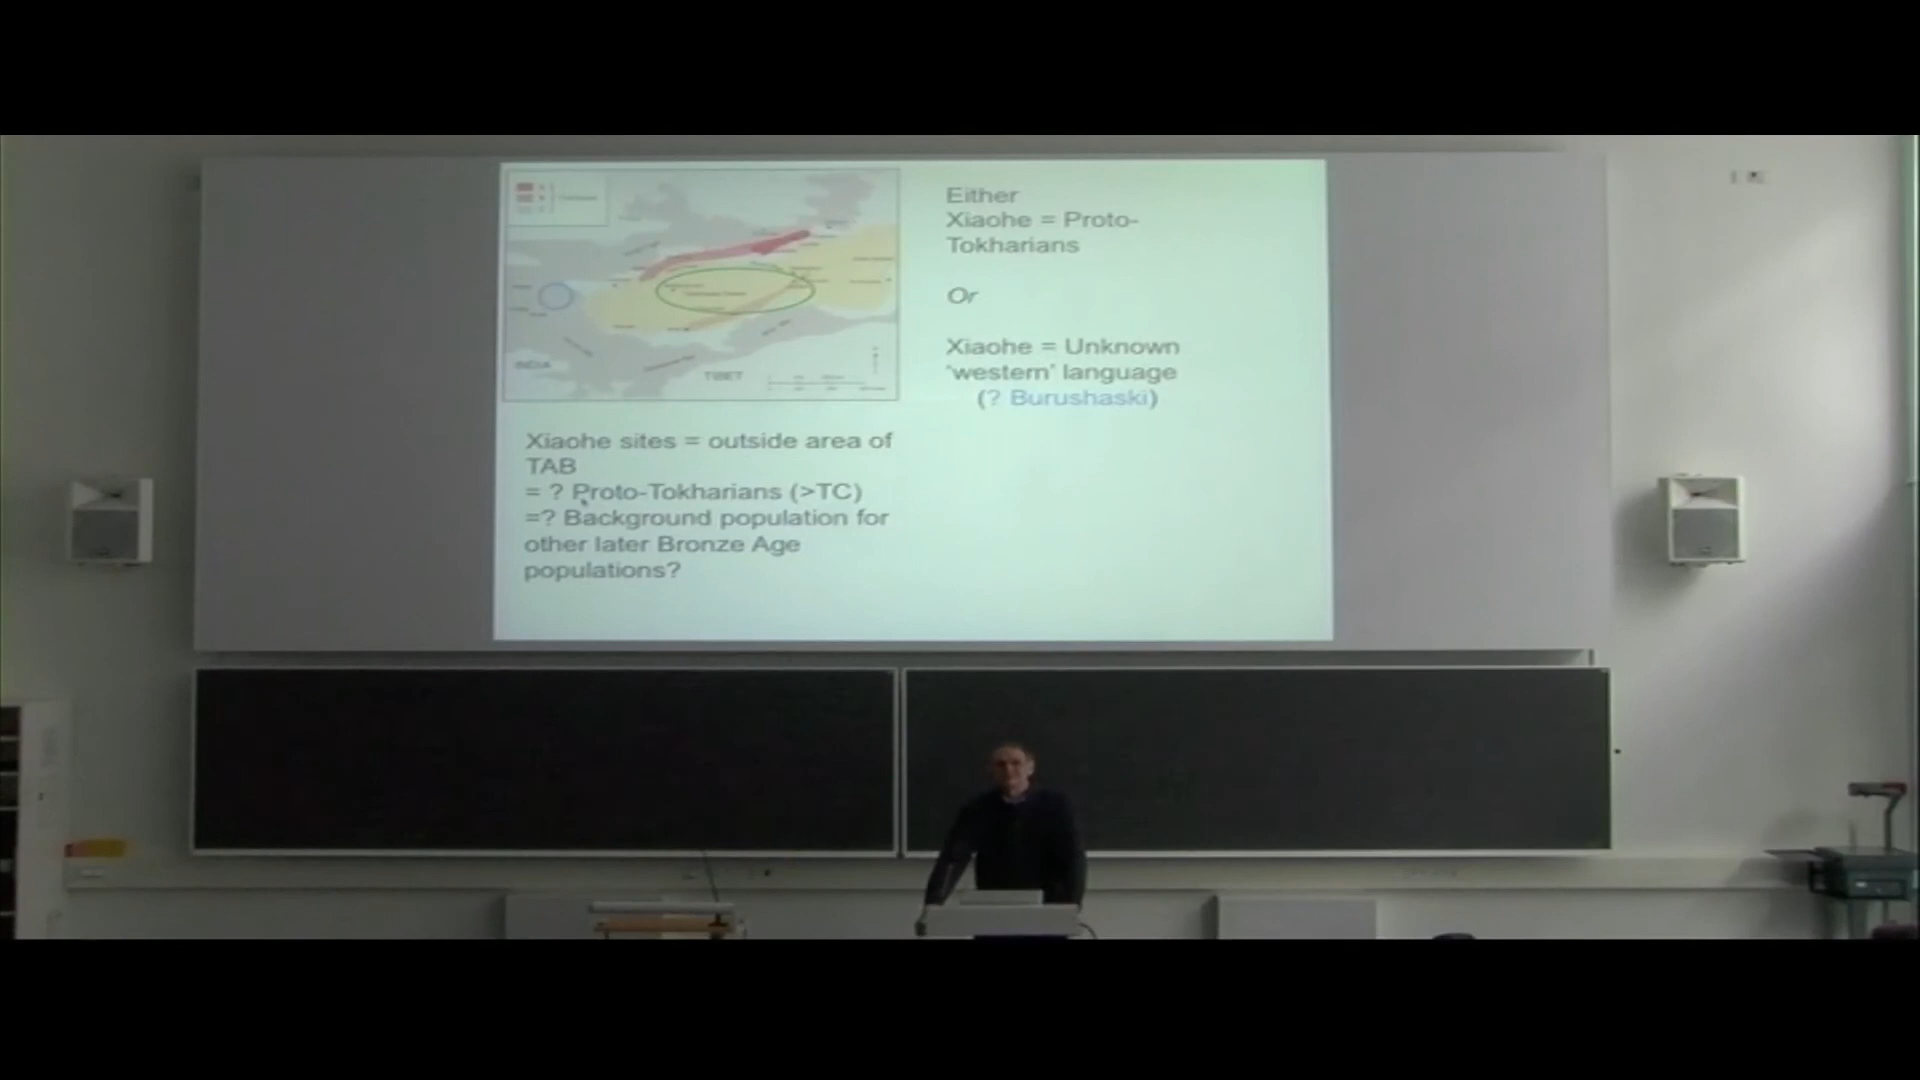 INDIA
TIBET
Xiaohe sites = outside area of
TAB
= ? Proto-Tokharians (>TC)
=? Background population for
other later Bronze Age
populations?
Either
Xiaohe = Proto-
Tokharians
Or
Xiaohe = Unknown
'western' language
(? Burushaski)